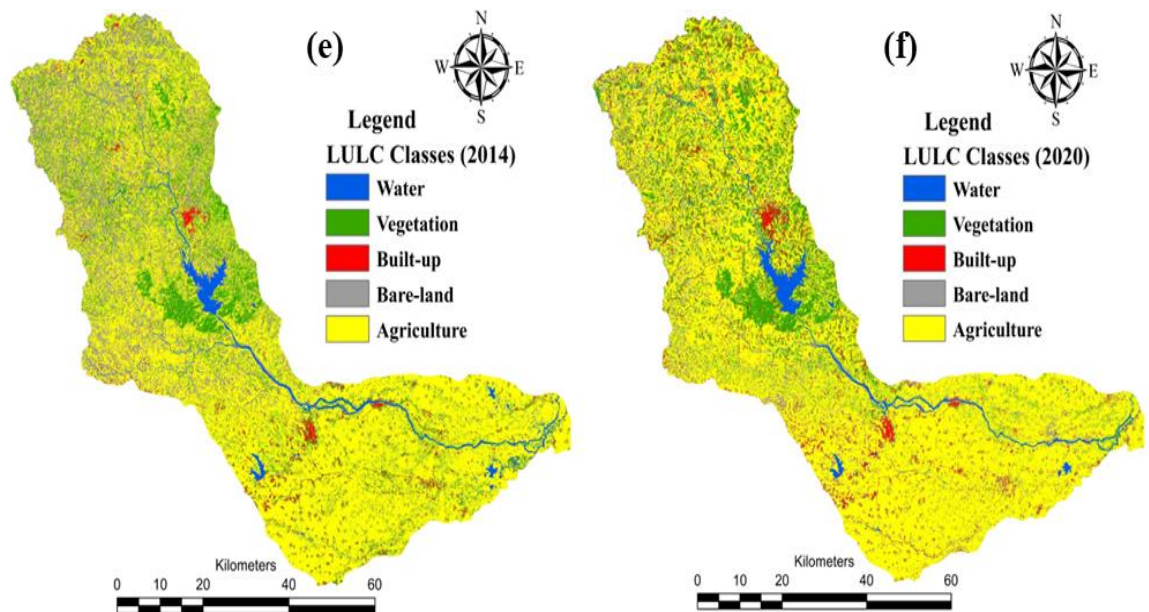 (e)
N
W E
S
Legend
LULC Classes (2014)
Water
Vegetation
Built-up
Bare-land
Agriculture
Kilometers
0 10 20 40 60
(f)
N
W E
S
Legend
LULC Classes (2020)
Water
Vegetation
Built-up
Bare-land
Agriculture
Kilometers
0 10 20 40 60